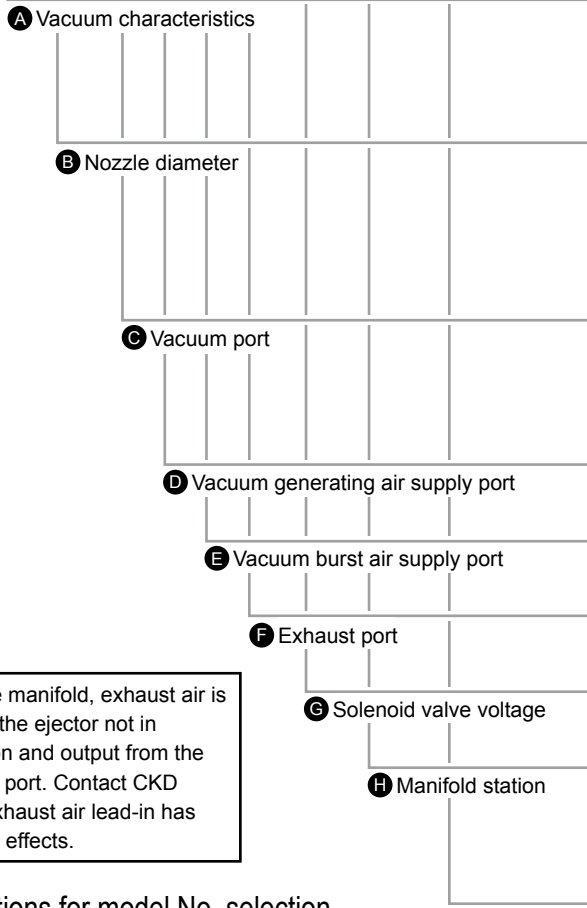 A Vacuum characteristics
B Nozzle diameter
C Vacuum port
D Vacuum generating air supply port
E Vacuum burst air supply port
F Exhaust port
G Solenoid valve voltage
H Manifold station
manifold, exhaust air is
the ejector not in
and output from the
port. Contact CKD
exhaust air lead-in has
effects.
for model No. selection